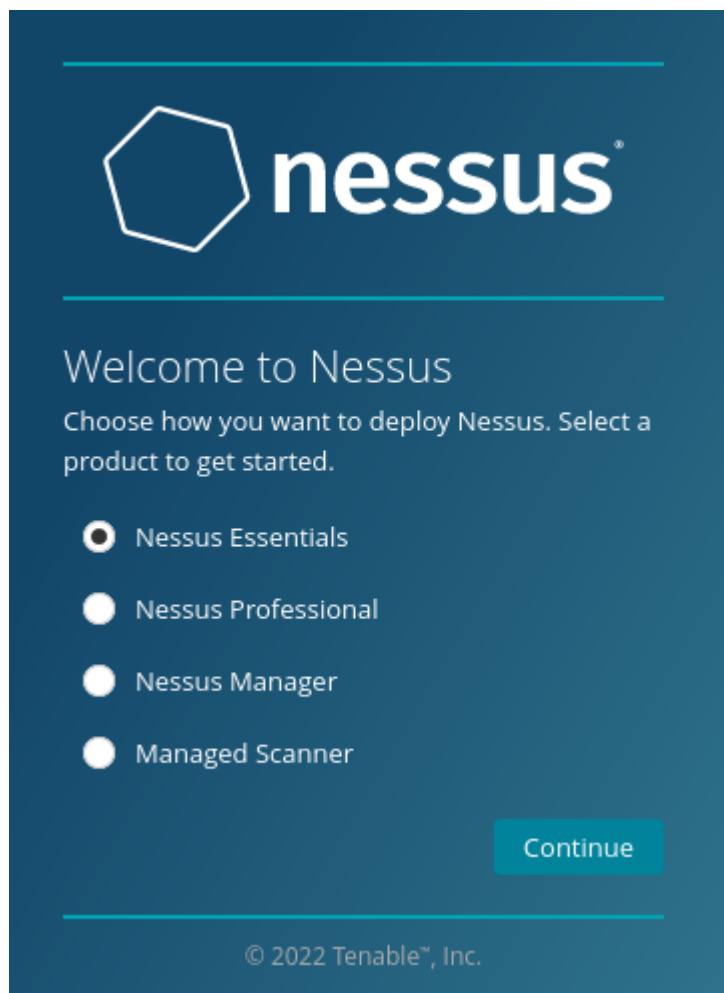 nessus®
Welcome to Nessus
Choose how you want to deploy Nessus. Select a
product to get started.
Nessus Essentials
Nessus Professional
Nessus Manager
Managed Scanner
Continue
© 2022 Tenable™, Inc.